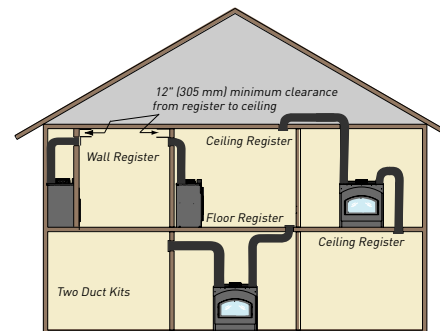 12" (305 mm) minimum clearance
from register to ceiling
Wall Register
Ceiling Register
Floor Register
Ceiling Register
Two Duct Kits